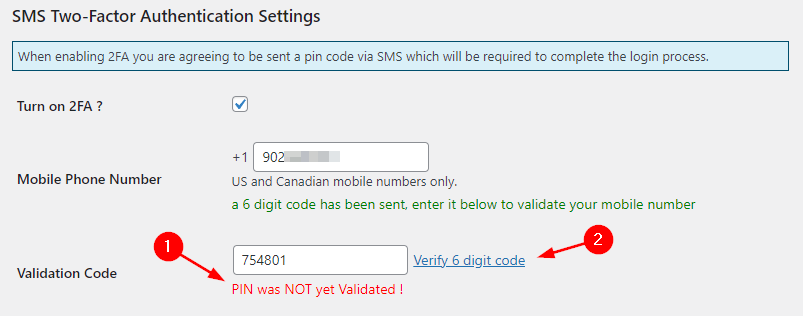 SMS Two-Factor Authentication Settings
When enabling 2FA you are agreeing to be sent a pin code via SMS which will be required to complete the login process.
Turn on 2FA ?
+1 902
Mobile Phone Number
US and Canadian mobile numbers only.
a 6 digit code has been sent, enter it below to validate your mobile number
1 2
Validation Code 754801 Verify 6 digit code
PIN was NOT yet Validated !